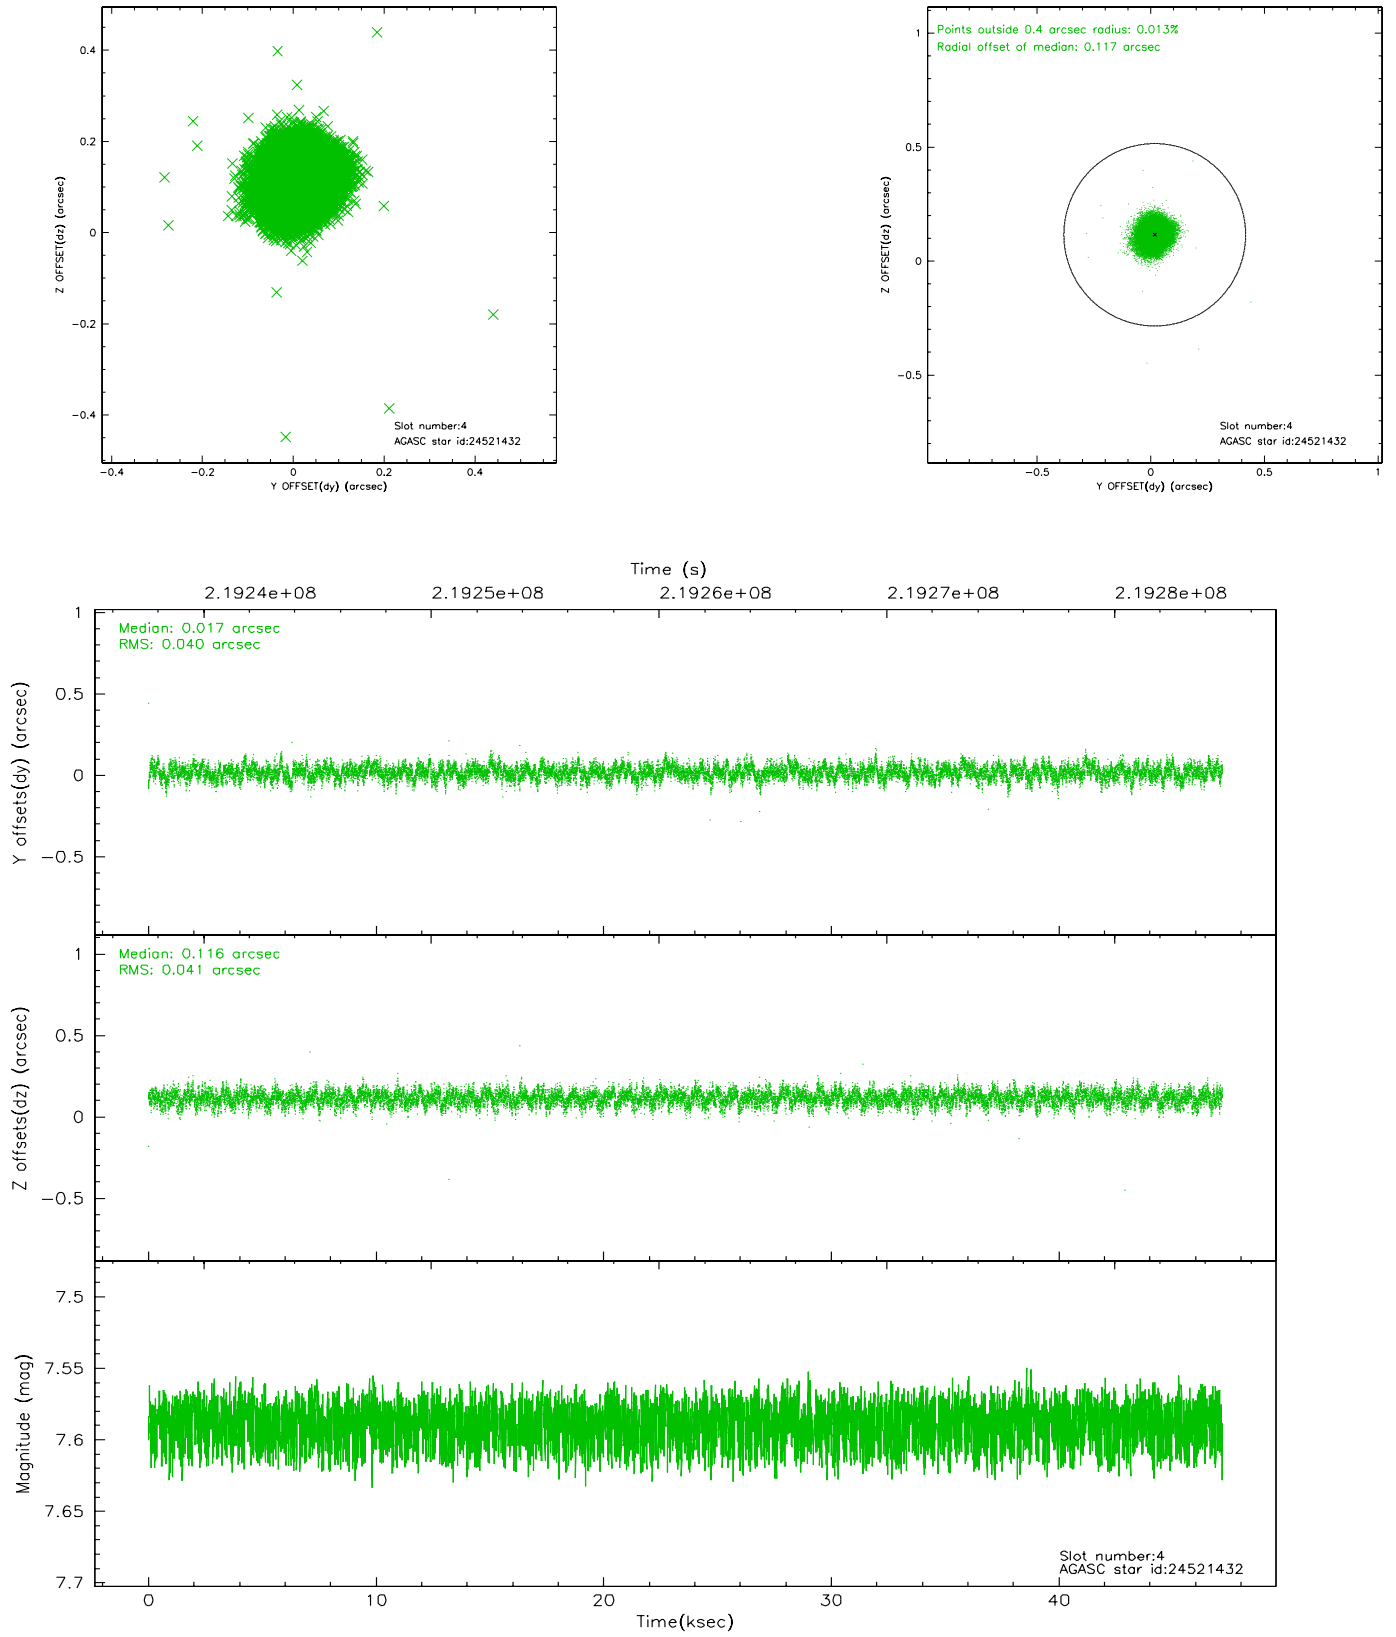 0.4
0.2
0
-0.2
-0.4
Z OFFSET(dz) (arcsec)
Slot number:4
AGASC star id:24521432
-0.4 -0.2 0 0.2 0.4
Y OFFSET(dy) (arcsec)
Points outside 0.4 arcsec radius: 0.013%
Radial offset of median: 0.117 arcsec
1
0.5
0
-0.5
Z OFFSET(dz) (arcsec)
Slot number:4
AGASC star id:24521432
-0.5 0 0.5 1
Y OFFSET(dy) (arcsec)
Time (s)
2.1924e+08 2.1925e+08 2.1926e+08 2.1927e+08 2.1928e+08
Median: 0.017 arcsec
RMS: 0.040 arcsec
1
0.5
0
-0.5
Y offsets(dy) (arcsec)
Median: 0.116 arcsec
RMS: 0.041 arcsec
1
0.5
0
-0.5
Z offsets(dz) (arcsec)
7.5
7.55
7.6
7.65
7.7
Magnitude (mag)
Slot number:4
AGASC star id:24521432
0 10 20 30 40
Time(ksec)